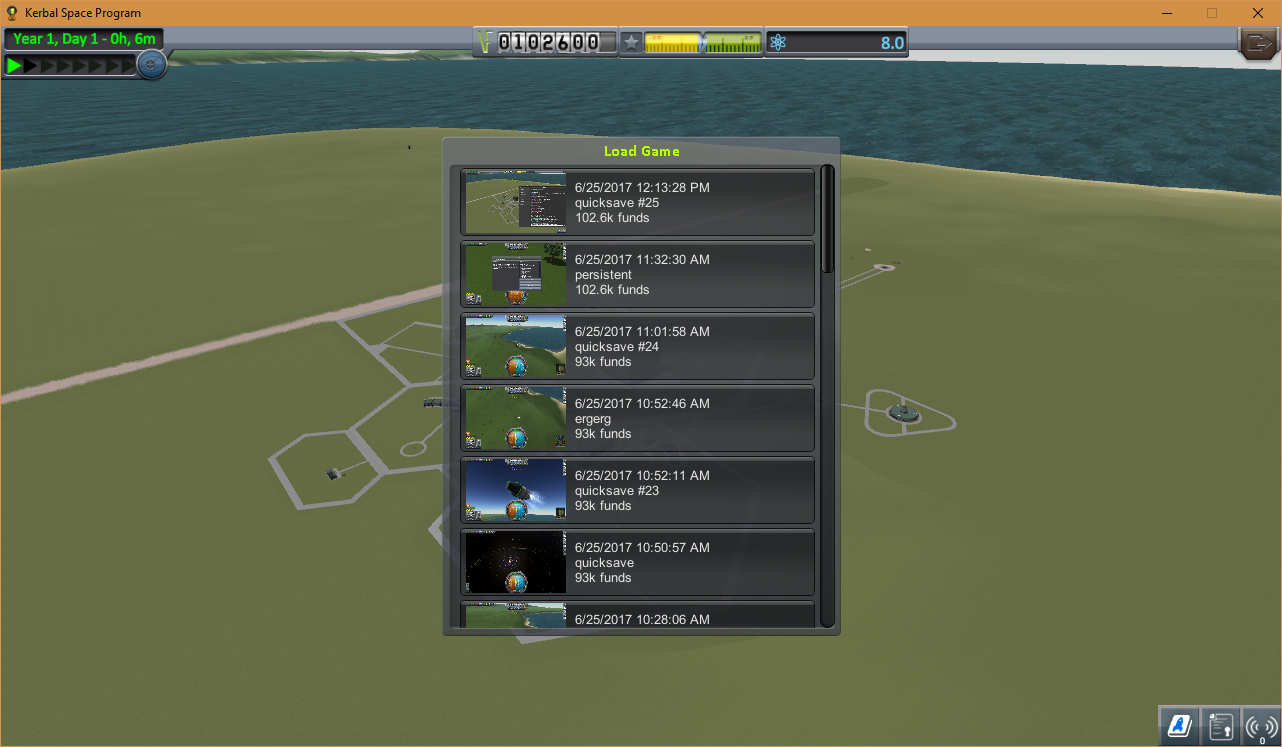 Kerbal Space Program
Year 1, Day 1 - 0h, 6m
0102600
8.0
Load Game
6/25/2017 12:13:28 PM
quicksave #25
102.6k funds
6/25/2017 11:32:30 AM
persistent
102.6k funds
6/25/2017 11:01:58 AM
quicksave #24
93k funds
6/25/2017 10:52:46 AM
ergerg
93k funds
6/25/2017 10:52:11 AM
quicksave #23
93k funds
6/25/2017 10:50:57 AM
quicksave
93k funds
6/25/2017 10:28:06 AM
0